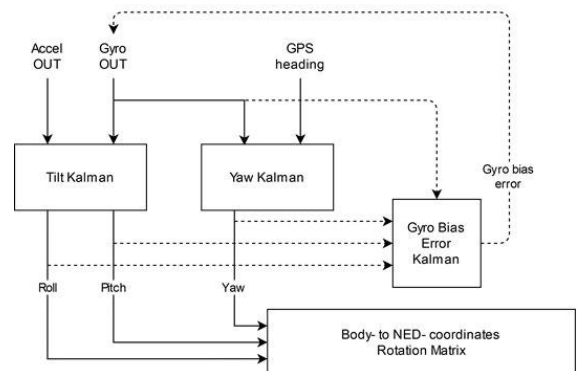 Accel
OUT
Gyro
OUT
GPS
heading
Tilt Kalman
Yaw Kalman
Gyro bias
error
Gyro Bias
Error
Kalman
Roll
Pitch
Yaw
Body- to NED- coordinates
Rotation Matrix